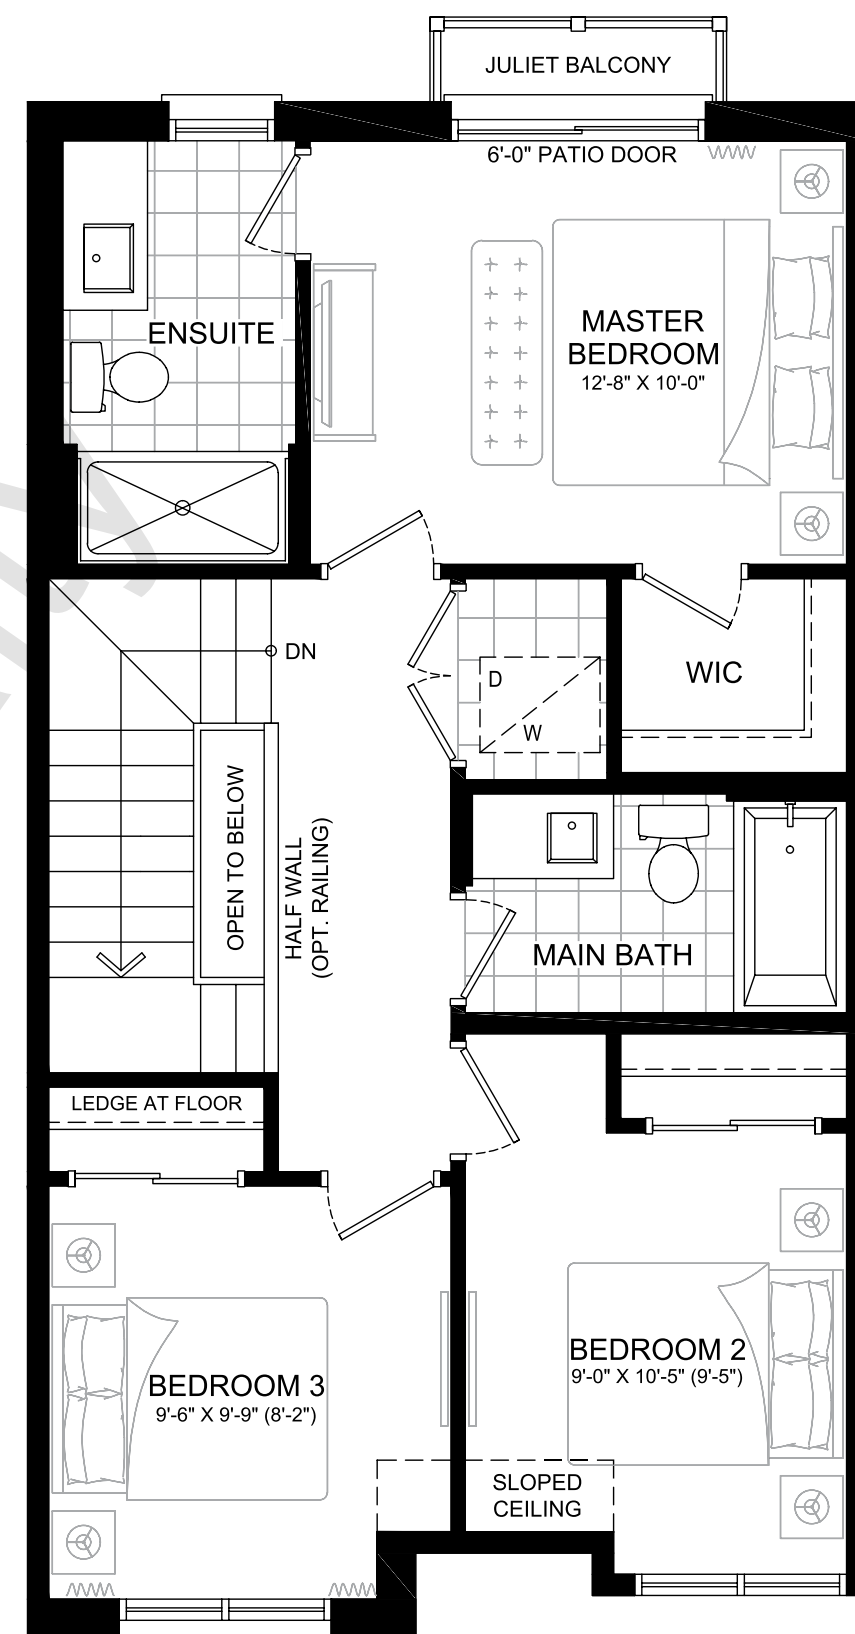 JULIET BALCONY
6'-0" PATIO DOOR
ENSUITE
MASTER
BEDROOM
12'-8" X 10'-0"
DN
D
W
WIC
OPEN TO BELOW
HALF WALL
(OPT. RAILING)
MAIN BATH
LEDGE AT FLOOR
BEDROOM 2
9'-0" X 10'-5" (9'-5")
BEDROOM 3
9'-6" X 9'-9" (8'-2")
SLOPED
CEILING